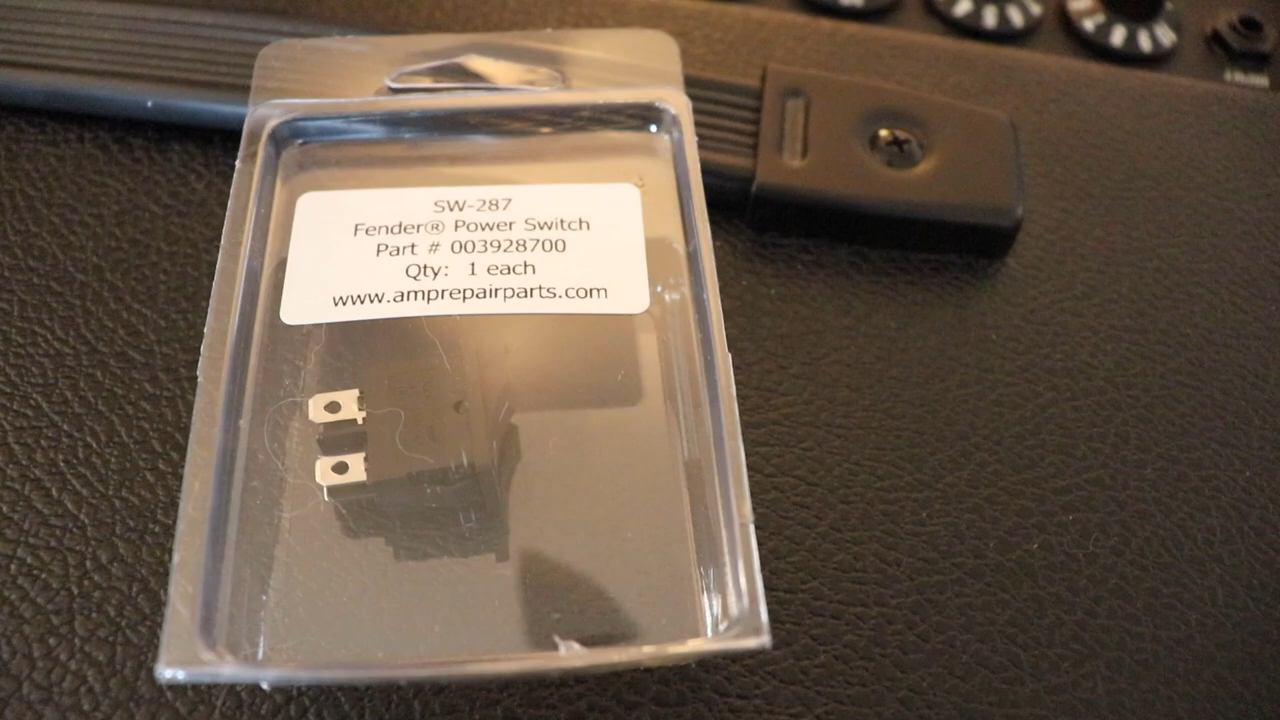 SW-287
Fender® Power Switch
Part # 003928700
Qty: 1 each
www.amprepairparts.com